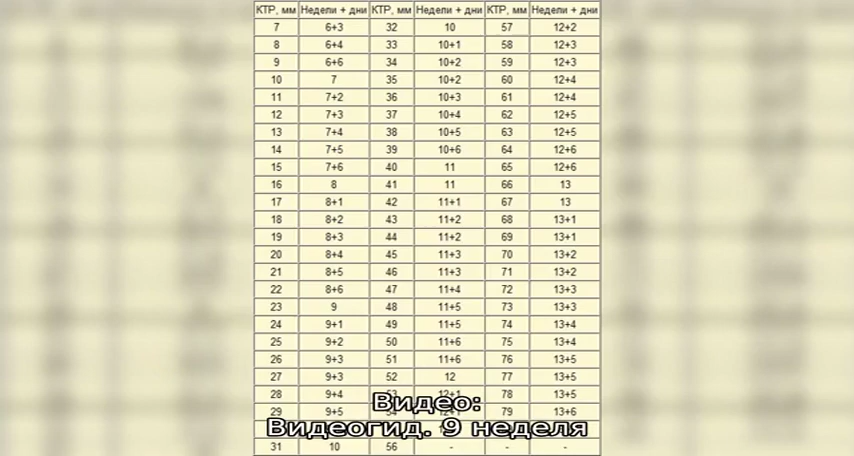 КТР, мм Недели + дни КТР, мм Недели + дни КТР, мм Недели + дни
7 6+3 32 10 57 12+2
8 6+4 33 10+1 58 12+3
9 6+6 34 10+2 59 12+3
10 7 35 10+2 60 12+4
11 7+2 36 10+3 61 12+4
12 7+3 37 10+4 62 12+5
13 7+4 38 10+5 63 12+5
14 7+5 39 10+6 64 12+6
15 7+6 40 11 65 12+6
16 8 41 11 66 13
17 8+1 42 11+1 67 13
18 8+2 43 11+2 68 13+1
19 8+3 44 11+2 69 13+1
20 8+4 45 11+3 70 13+2
21 8+5 46 11+3 71 13+2
22 8+6 47 11+4 72 13+3
23 9 48 11+5 73 13+3
24 9+1 49 11+5 74 13+4
25 9+2 50 11+6 75 13+4
26 9+3 51 11+6 76 13+5
27 9+3 52 12 77 13+5
28 9+4 78 13+5
29 9+5 79 13+6
Видео:
Видеогид. 9 неделя
31 10 56 - - -